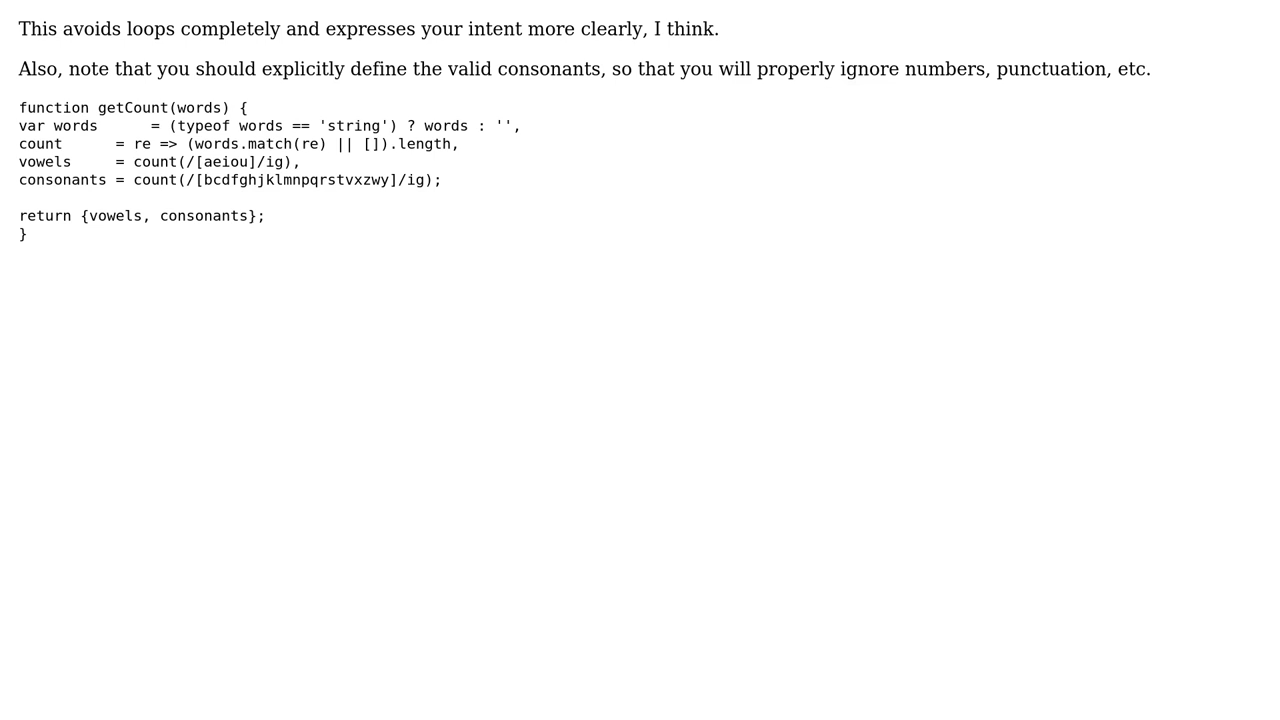 This avoids loops completely and expresses your intent more clearly, I think.
Also, note that you should explicitly define the valid consonants, so that you will properly ignore numbers, punctuation, etc.
function getCount(words) {
var words      = (typeof words == 'string') ? words : '',
count      = re => (words.match(re) || []).length,
vowels     = count(/[aeiou]/ig),
consonants = count(/[bcdfghjklmnpqrstvxzwy]/ig);
return {vowels, consonants};
}